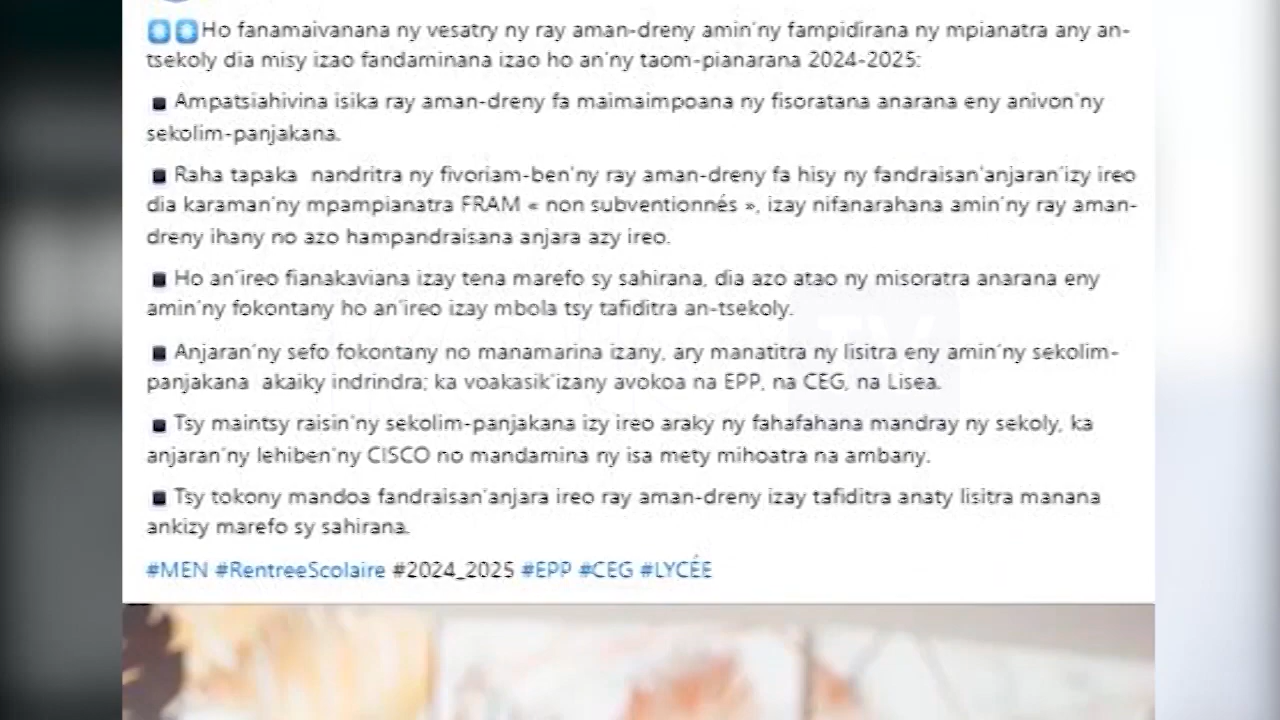 Ho fanamaivanana ny vesatry ny ray aman-dreny amin'ny fampidirana ny mpianatra any an-
tsekoly dia misy izao fandaminana izao ho an'ny taom-pianarana 2024-2025:
▪ Ampatsiahivina isika ray aman-dreny fa maimaimpoana ny fisoratana anarana eny anivon'ny
sekolim-panjakana.
▪ Raha tapaka nandritra ny fivoriam-ben'ny ray aman-dreny fa hisy ny fandraisan'anjaran'izy ireo
dia karaman'ny mpampianatra FRAM « non subventionnés », izay nifanarahana amin'ny ray aman-
dreny ihany no azo hampandraisana anjara azy ireo.
▪ Ho an'ireo fianakaviana izay tena marefo sy sahirana, dia azo atao ny misoratra anarana eny
amin'ny fokontany ho an'ireo izay mbola tsy tafiditra an-tsekoly.
▪ Anjaran'ny sefo fokontany no manamarina izany, ary manatitra ny lisitra eny amin'ny sekolim-
panjakana akaiky indrindra; ka voakasik'izany avokoa na EPP, na CEG, na Lisea.
▪ Tsy maintsy raisin'ny sekolim-panjakana izy ireo araky ny fahafahana mandray ny sekoly, ka
anjaran'ny lehiben'ny CISCO no mandamina ny isa mety mihoatra na ambany.
▪ Tsy tokony mandoa fandraisan'anjara ireo ray aman-dreny izay tafiditra anaty lisitra manana
ankizy marefo sy sahirana.
#MEN #RentreeScolaire #2024_2025 #EPP #CEG #LYCÉE
TV